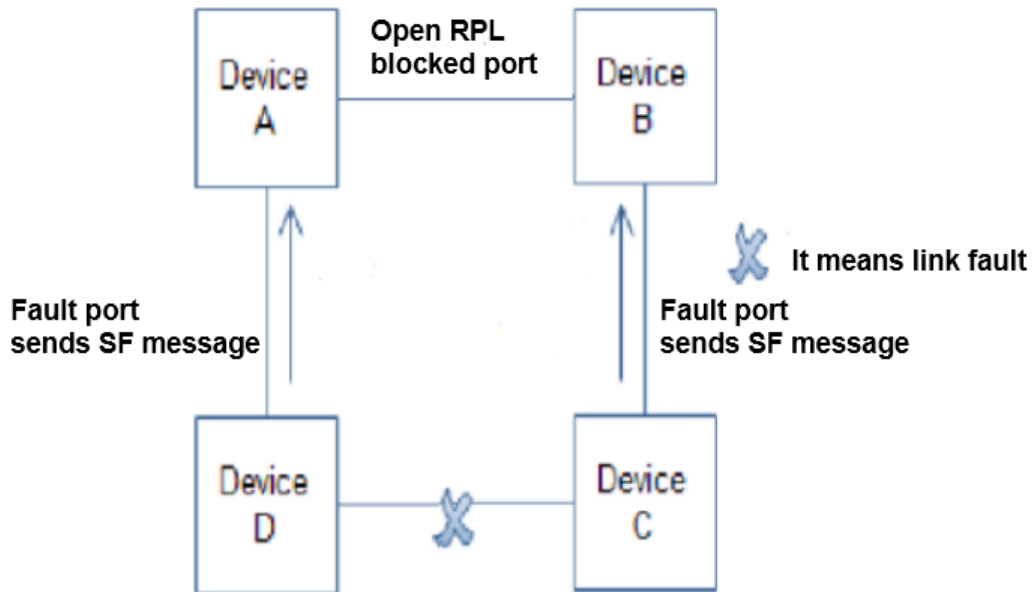 Open RPL
blocked port
Device
A
Device
B
It means link fault
Fault port
sends SF message
Fault port
sends SF message
Device
D
Device
C